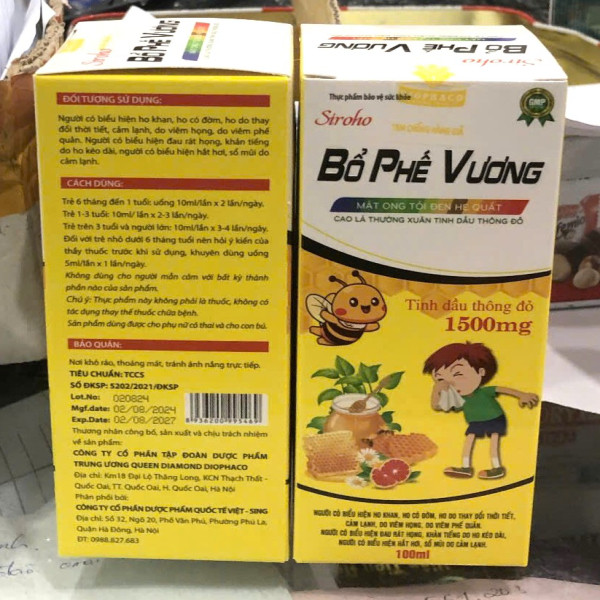 Siroho
BỔ PHẾ VƯƠNG
ĐỐI TƯỢNG SỬ DỤNG:
Người có biểu hiện ho khan, ho có đờm, ho do thay
đổi thời tiết, cảm lạnh, do viêm họng, do viêm phế
quản. Người có biểu hiện đau rát họng, khản tiếng
do ho kéo dài, người có biểu hiện hắt hơi, sổ mũi do
cảm lạnh.
CÁCH DÙNG:
Trẻ 6 tháng đến 1 tuổi: uống 10ml/lần x 2 lần/ngày.
Trẻ 1-3 tuổi: 10ml/ lần x 2-3 lần/ngày.
Trẻ trên 3 tuổi và người lớn: 10ml/lần x 3-4 lần/ngày.
Đối với trẻ nhỏ dưới 6 tháng tuổi nên hỏi ý kiến của
thầy thuốc trước khi sử dụng, khuyên dùng uống
5ml/lần x 1 lần/ngày.
Không dùng cho người mẫn cảm với bất kỳ thành
phần nào của sản phẩm.
Chú ý: Thực phẩm này không phải là thuốc, không có
tác dụng thay thế thuốc chữa bệnh.
Sản phẩm dùng được cho phụ nữ có thai và cho con bú.
BẢO QUẢN:
Nơi khô ráo, thoáng mát, tránh ánh nắng trực tiếp.
TIÊU CHUẨN: TCCS
SỐ ĐKSP: 5202/2021/ĐKSP
Lot.No: 020824
Mgf.date: 02/08/2024
Exp.Date: 02/08/2027
8 936200 995469
Thương nhân công bố, sản xuất và chịu trách nhiệm
về sản phẩm:
CÔNG TY CỔ PHẦN TẬP ĐOÀN DƯỢC PHẨM
TRUNG ƯƠNG QUEEN DIAMOND DIOPHACO
Địa chỉ: Km18 Đại Lộ Thăng Long, KCN Thạch Thất -
Quốc Oai, TT. Quốc Oai, H. Quốc Oai, Hà Nội
Phân phối bởi:
CÔNG TY CỔ PHẦN DƯỢC PHẨM QUỐC TẾ VIỆT - SING
Địa chỉ: Số 32, Ngõ 20, Phố Văn Phú, Phường Phú La,
Quận Hà Đông, Hà Nội
ĐT: 0988.827.683
Siroho
BỔ PHẾ VƯƠNG
MẬT ONG TỎI ĐEN HẸ QUẤT
Thực phẩm bảo vệ sức khỏe
GMP
Siroho
BỔ PHẾ VƯƠNG
MẬT ONG TỎI ĐEN HẸ QUẤT
CAO LÁ THƯỜNG XUÂN TINH DẦU THÔNG ĐỎ
Tinh dầu thông đỏ
1500mg
NGƯỜI CÓ BIỂU HIỆN HO KHAN, HO CÓ ĐỜM, HO DO THAY ĐỔI THỜI TIẾT,
CẢM LẠNH, DO VIÊM HỌNG, DO VIÊM PHẾ QUẢN.
NGƯỜI CÓ BIỂU HIỆN ĐAU RÁT HỌNG, KHẢN TIẾNG DO HO KÉO DÀI,
NGƯỜI CÓ BIỂU HIỆN HẮT HƠI, SỔ MŨI DO CẢM LẠNH.
100ml